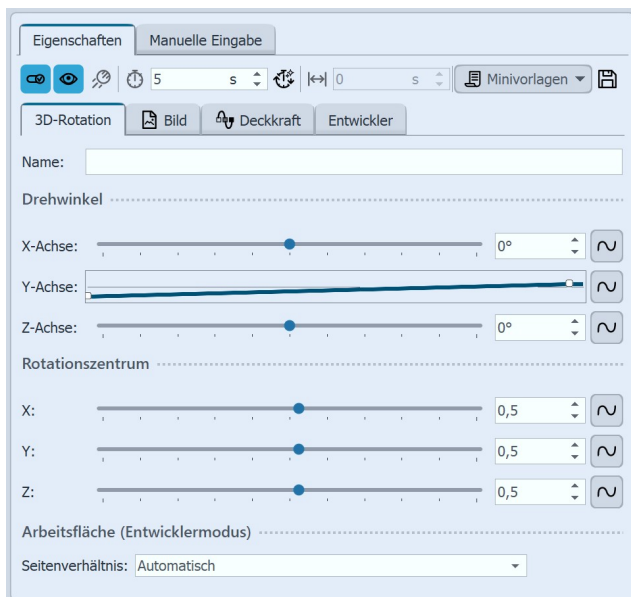 Eigenschaften Manuelle Eingabe
5 s 0 s Minivorlagen
3D-Rotation Bild Deckkraft Entwickler
Name:
Drehwinkel
X-Achse: 0°
Y-Achse:
Z-Achse: 0°
Rotationszentrum
X: 0,5
Y: 0,5
Z: 0,5
Arbeitsfläche (Entwicklermodus)
Seitenverhältnis: Automatisch